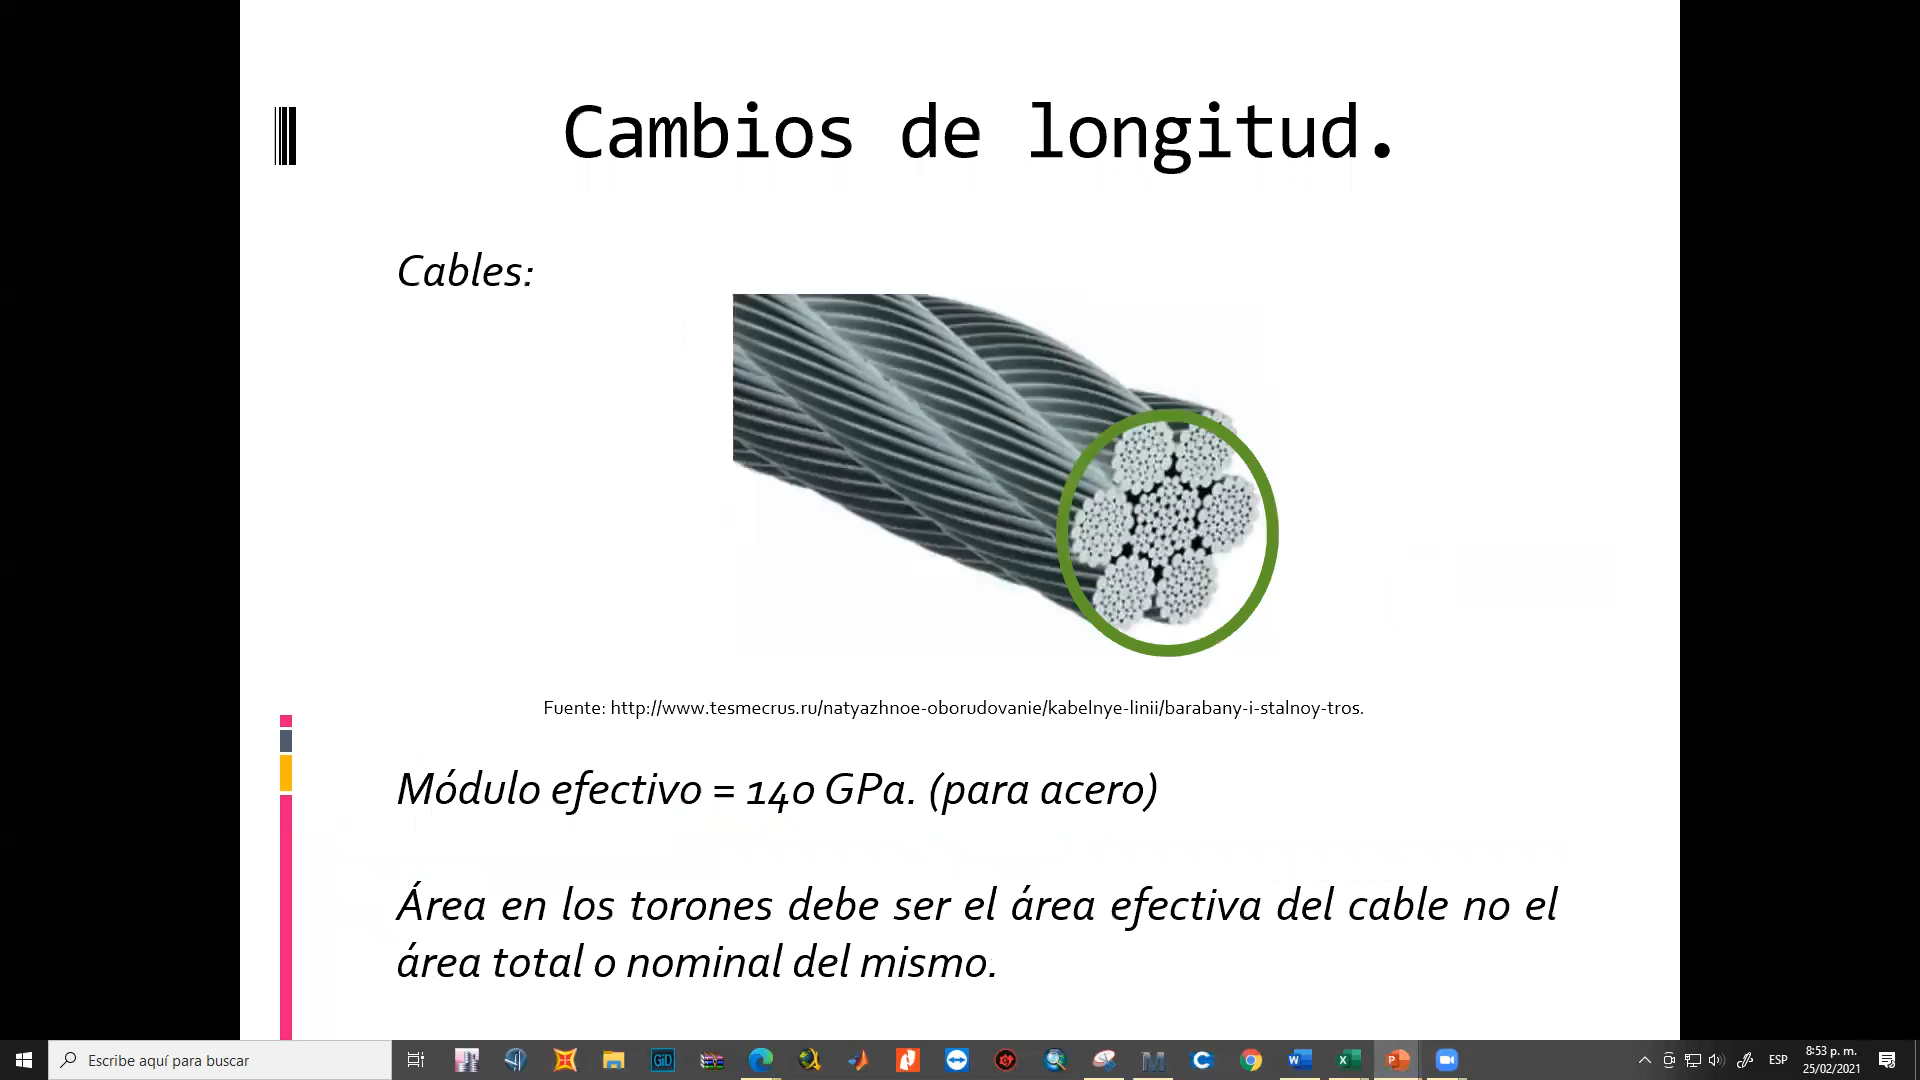 Cambios de longitud.
Cables:
Fuente: http://www.tesmecrus.ru/natyazhnoe-oborudovanie/kabelnye-linii/barabany-i-stalnoy-tros.
Módulo efectivo = 140 GPa. (para acero)
Área en los torones debe ser el área efectiva del cable no el
área total o nominal del mismo.
Escribe aquí para buscar
GiD
ESP
8:53 p. m.
25/02/2021